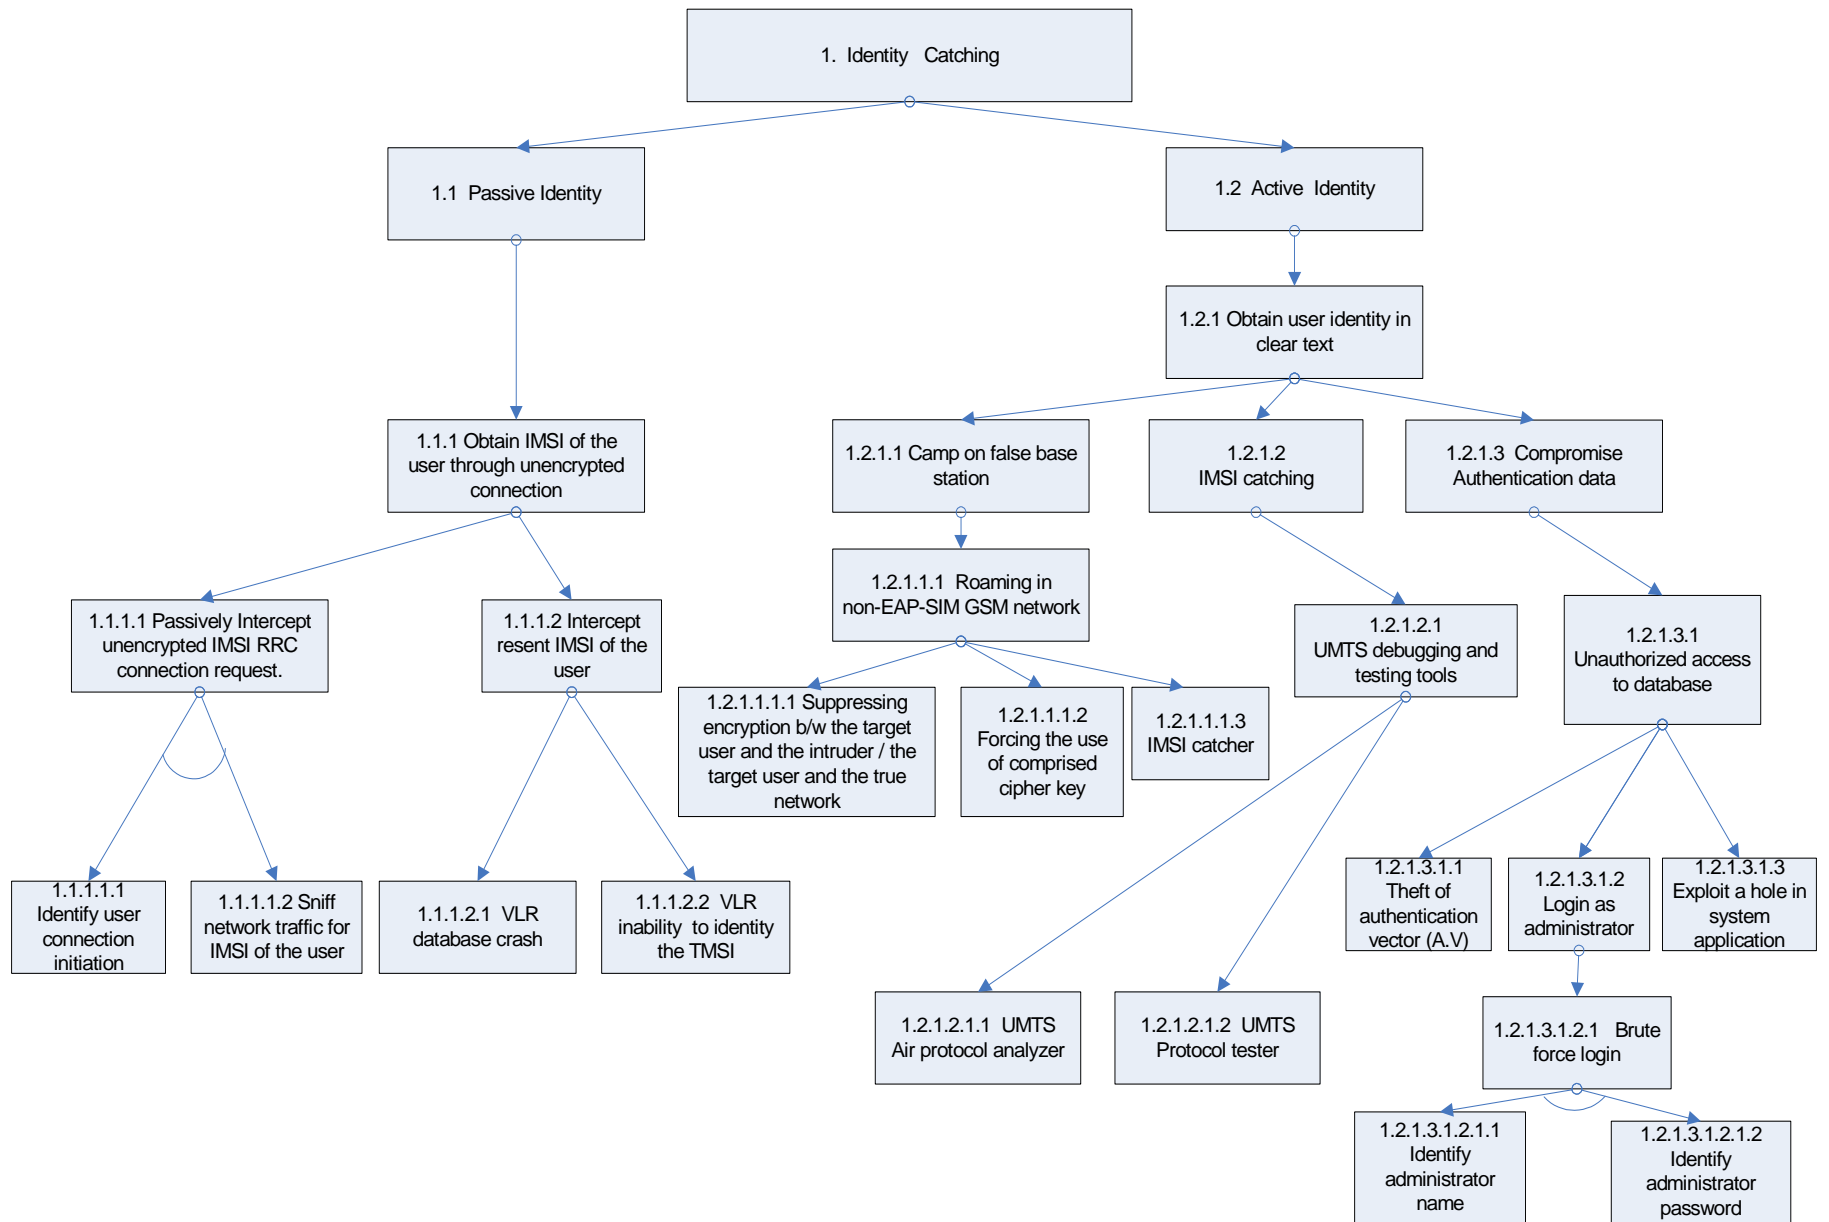 1. Identity Catching
1.1 Passive Identity
1.2 Active Identity
1.2.1 Obtain user identity in
clear text
1.1.1 Obtain IMSI of the
user through unencrypted
connection
1.2.1.1 Camp on false base
station
1.2.1.2
IMSI catching
1.2.1.3 Compromise
Authentication data
1.1.1.1 Passively Intercept
unencrypted IMSI RRC
connection request.
1.1.1.2 Intercept
resent IMSI of the
user
1.2.1.1.1 Roaming in
non-EAP-SIM GSM network
1.2.1.2.1
UMTS debugging and
testing tools
1.2.1.3.1
Unauthorized access
to database
1.2.1.1.1.1 Suppressing
encryption b/w the target
user and the intruder / the
target user and the true
network
1.2.1.1.1.2
Forcing the use
of comprised
cipher key
1.2.1.1.1.3
IMSI catcher
1.1.1.1.1
Identify user
connection
initiation
1.1.1.1.2 Sniff
network traffic for
IMSI of the user
1.1.1.2.1 VLR
database crash
1.1.1.2.2 VLR
inability to identity
the TMSI
1.2.1.3.1.1
Theft of
authentication
vector (A.V)
1.2.1.3.1.2
Login as
administrator
1.2.1.3.1.3
Exploit a hole in
system
application
1.2.1.2.1.1 UMTS
Air protocol analyzer
1.2.1.2.1.2 UMTS
Protocol tester
1.2.1.3.1.2.1 Brute
force login
1.2.1.3.1.2.1.1
Identify
administrator
name
1.2.1.3.1.2.1.2
Identify
administrator
password